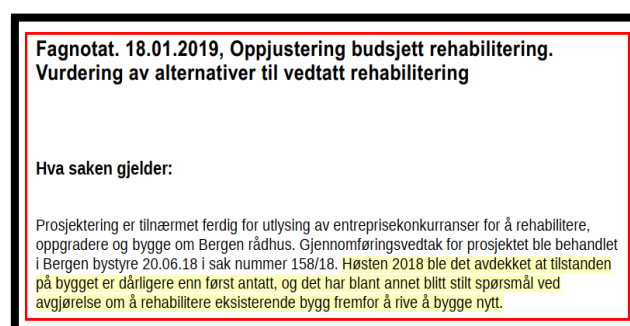 Fagnotat. 18.01.2019, Oppjustering budsjett rehabilitering.
Vurdering av alternativer til vedtatt rehabilitering
Hva saken gjelder:
Prosjektering er tilnærmet ferdig for utlysing av entreprisekonkurranser for å rehabilitere,
oppgradere og bygge om Bergen rådhus. Gjennomføringsvedtak for prosjektet ble behandlet
i Bergen bystyre 20.06.18 i sak nummer 158/18. Høsten 2018 ble det avdekket at tilstanden
på bygget er dårligere enn først antatt, og det har blant annet blitt stilt spørsmål ved
avgjørelse om å rehabilitere eksisterende bygg fremfor å rive å bygge nytt.